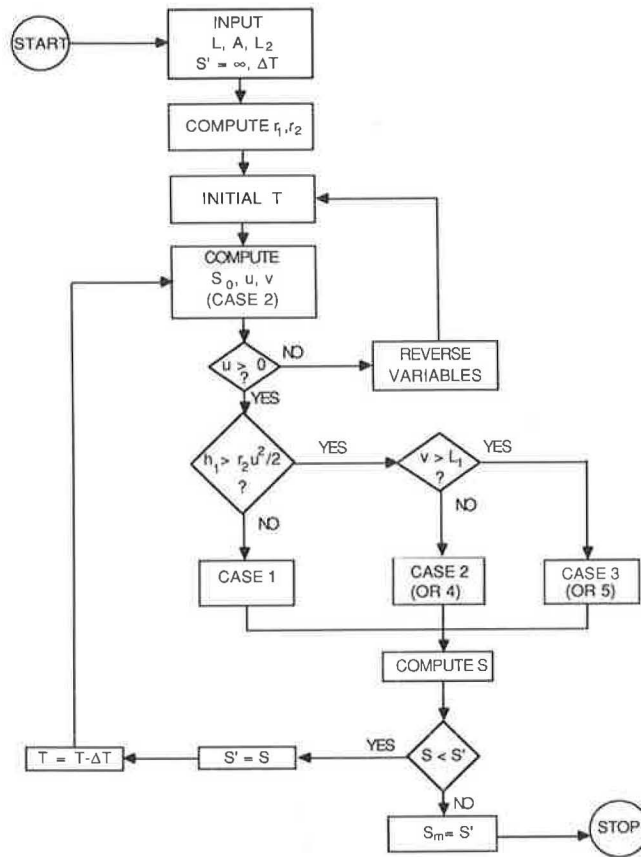 START
INPUT
L, A, L₂
S' = ∞, ΔT
COMPUTE r₁,r₂
INITIAL T
COMPUTE
S₀, u, v
(CASE 2)
u > 0
?
NO
REVERSE
VARIABLES
YES
h₁ > r₂u²/2
?
YES
v > L₁
?
YES
NO
NO
CASE 1
CASE 2
(OR 4)
CASE 3
(OR 5)
COMPUTE S
S < S'
YES
S' = S
T = T-ΔT
NO
Sₘ= S'
STOP